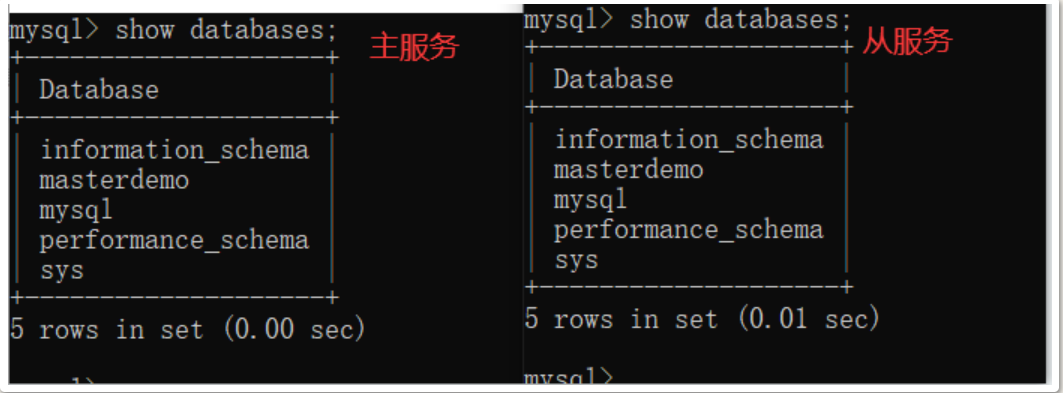 mysql> show databases;
主服务
+--------------------+
| Database           |
+--------------------+
| information_schema |
| masterdemo         |
| mysql              |
| performance_schema |
| sys                |
+--------------------+
5 rows in set (0.00 sec)
mysql> show databases;
从服务
+--------------------+
| Database           |
+--------------------+
| information_schema |
| masterdemo         |
| mysql              |
| performance_schema |
| sys                |
+--------------------+
5 rows in set (0.01 sec)
mysql>